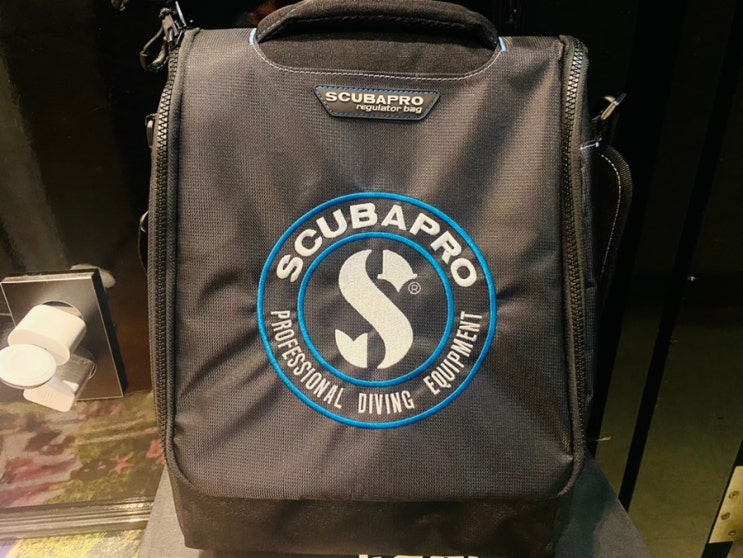 SCUBAPRO
regulator bag
SCUBAPRO
S®
PROFESSIONAL DIVING EQUIPMENT